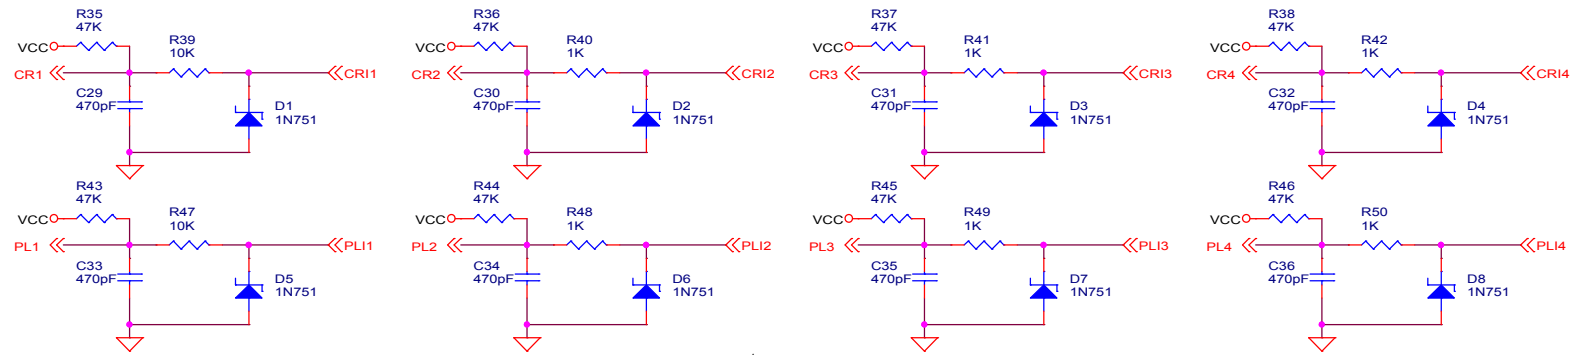 R35
47K
VCC
R39
10K
CR1
CRI1
C29
470pF
D1
1N751
R36
47K
VCC
R40
1K
CR2
CRI2
C30
470pF
D2
1N751
R37
47K
VCC
R41
1K
CR3
CRI3
C31
470pF
D3
1N751
R38
47K
VCC
R42
1K
CR4
CRI4
C32
470pF
D4
1N751
R43
47K
VCC
R47
10K
PL1
PLI1
C33
470pF
D5
1N751
R44
47K
VCC
R48
1K
PL2
PLI2
C34
470pF
D6
1N751
R45
47K
VCC
R49
1K
PL3
PLI3
C35
470pF
D7
1N751
R46
47K
VCC
R50
1K
PL4
PLI4
C36
470pF
D8
1N751